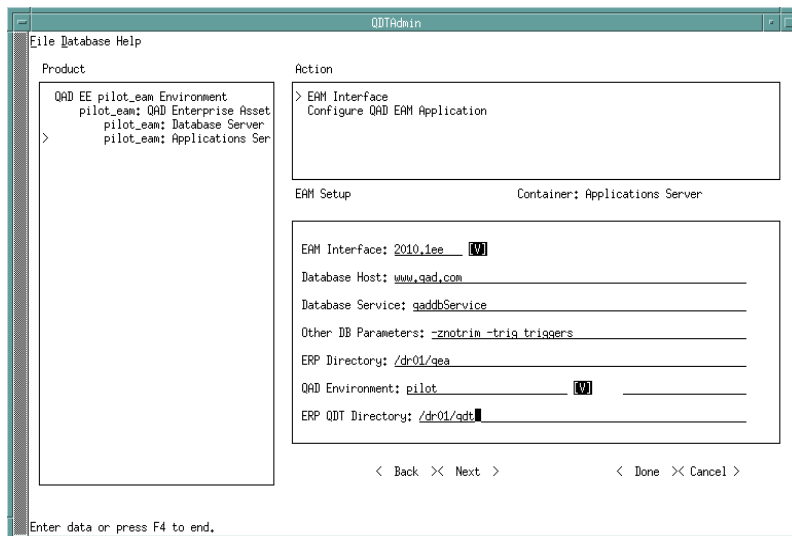 QDTAdmin
File Database Help
Product
Action
QAD EE pilot_eam Environment
pilot_eam: QAD Enterprise Asset
pilot_eam: Database Server
> pilot_eam: Applications Ser
> EAM Interface
Configure QAD EAM Application
EAM Setup Container: Applications Server
EAM Interface: 2010.1ee [V]
Database Host: www.qad.com
Database Service: qaddbService
Other DB Parameters: -znotrim -trig triggers
ERP Directory: /dr01/qea
QAD Environment: pilot [V]
ERP QDT Directory: /dr01/qdt
< Back >< Next > < Done >< Cancel >
Enter data or press F4 to end.